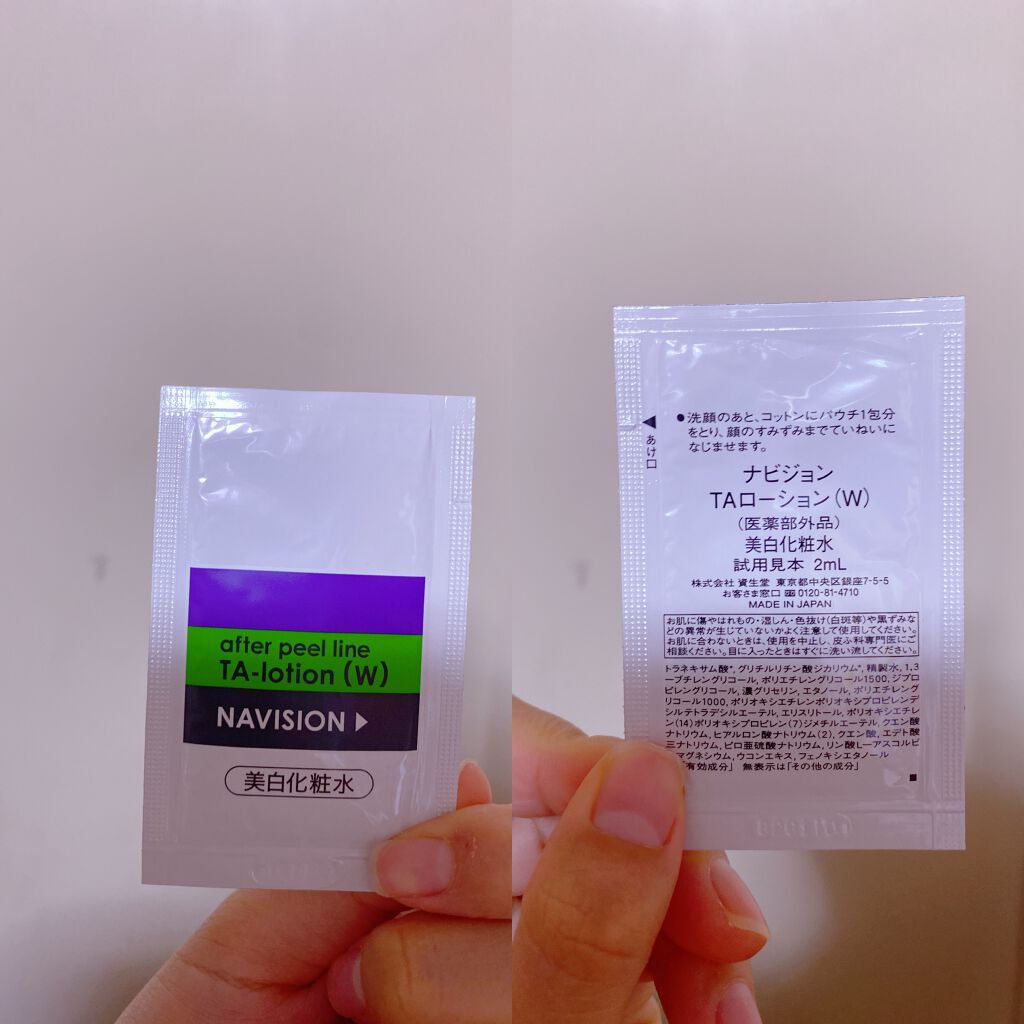 after peel line
TA-lotion (W)
NAVISION ▶
美白化粧水
◀あけ口
●洗顔のあと、コットンにパウチ1包分
をとり、顔のすみずみまでていねいに
なじませます。
ナビジョン
TAローション（W）
（医薬部外品）
美白化粧水
試用見本 2mL
株式会社 資生堂 東京都中央区銀座7-5-5
お客さま窓口 0120-81-4710
MADE IN JAPAN
お肌に傷やはれもの・湿しん・色抜け（白斑等）や黒ずみな
どの異常が生じていないかよく注意して使用してください。
お肌に合わないときは、使用を中止し、皮ふ科専門医にご
相談ください。目に入ったときはすぐに洗い流してください。
トラネキサム酸*, グリチルリチン酸ジカリウム*, 精製水, 1,3
ーブチレングリコール, ポリエチレングリコール1500, ジプロ
ピレングリコール, 濃グリセリン, エタノール, ポリエチレング
リコール1000, ポリオキシエチレンポリオキシプロピレンデ
シルテトラデシルエーテル, エリスリトール, ポリオキシエチレ
ン(14)ポリオキシプロピレン(7)ジメチルエーテル, クエン酸
ナトリウム, ヒアルロン酸ナトリウム(2), クエン酸, エデト酸
三ナトリウム, ピロ亜硫酸ナトリウム, リン酸L−アスコルビ
マグネシウム, ウコンエキス, フェノキシエタノール
「有効成分」 無表示は「その他の成分」